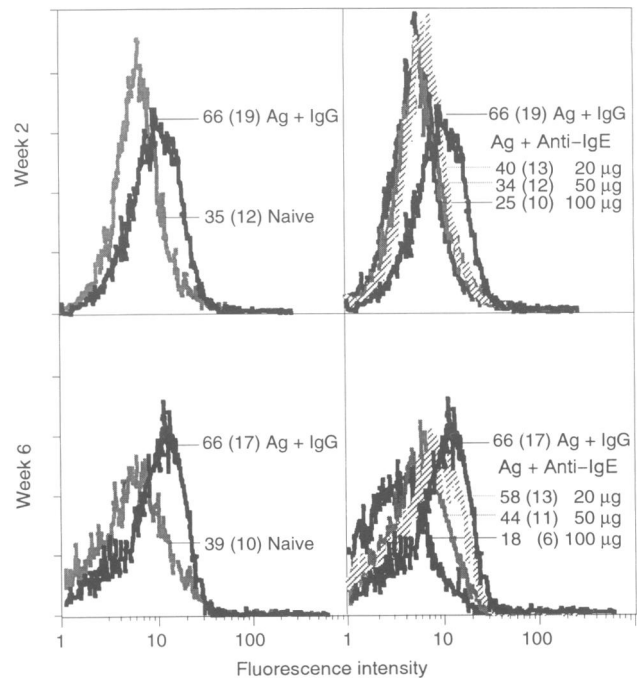 Week 2
66 (19) Ag + IgG
35 (12) Naive
66 (19) Ag + IgG
Ag + Anti–IgE
40 (13) 20 µg
34 (12) 50 µg
25 (10) 100 µg
Week 6
66 (17) Ag + IgG
39 (10) Naive
66 (17) Ag + IgG
Ag + Anti–IgE
58 (13) 20 µg
44 (11) 50 µg
18 (6) 100 µg
1 10 100
1 10 100
Fluorescence intensity